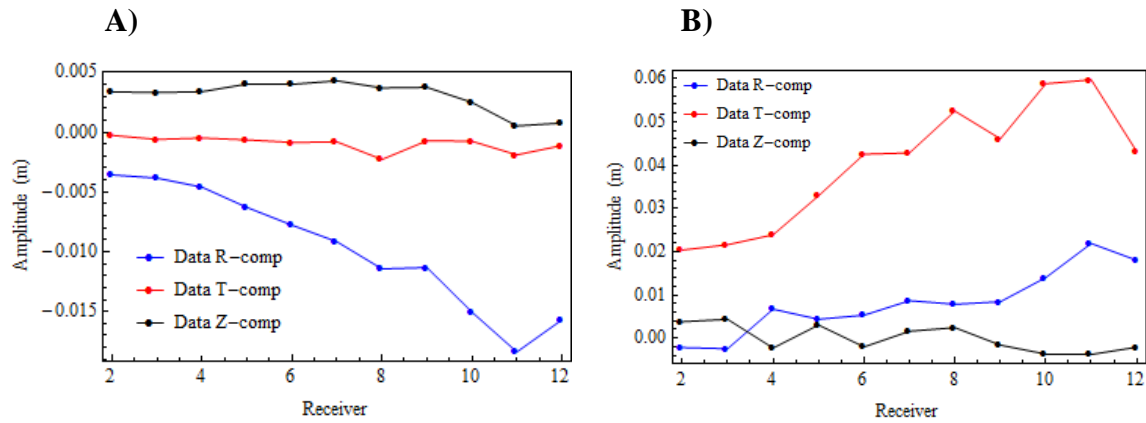 A)
0.005
0.000
−0.005
−0.010
−0.015
Amplitude (m)
Data R−comp
Data T−comp
Data Z−comp
2 4 6 8 10 12
Receiver
B)
0.06
0.05
0.04
0.03
0.02
0.01
0.00
Amplitude (m)
Data R−comp
Data T−comp
Data Z−comp
2 4 6 8 10 12
Receiver